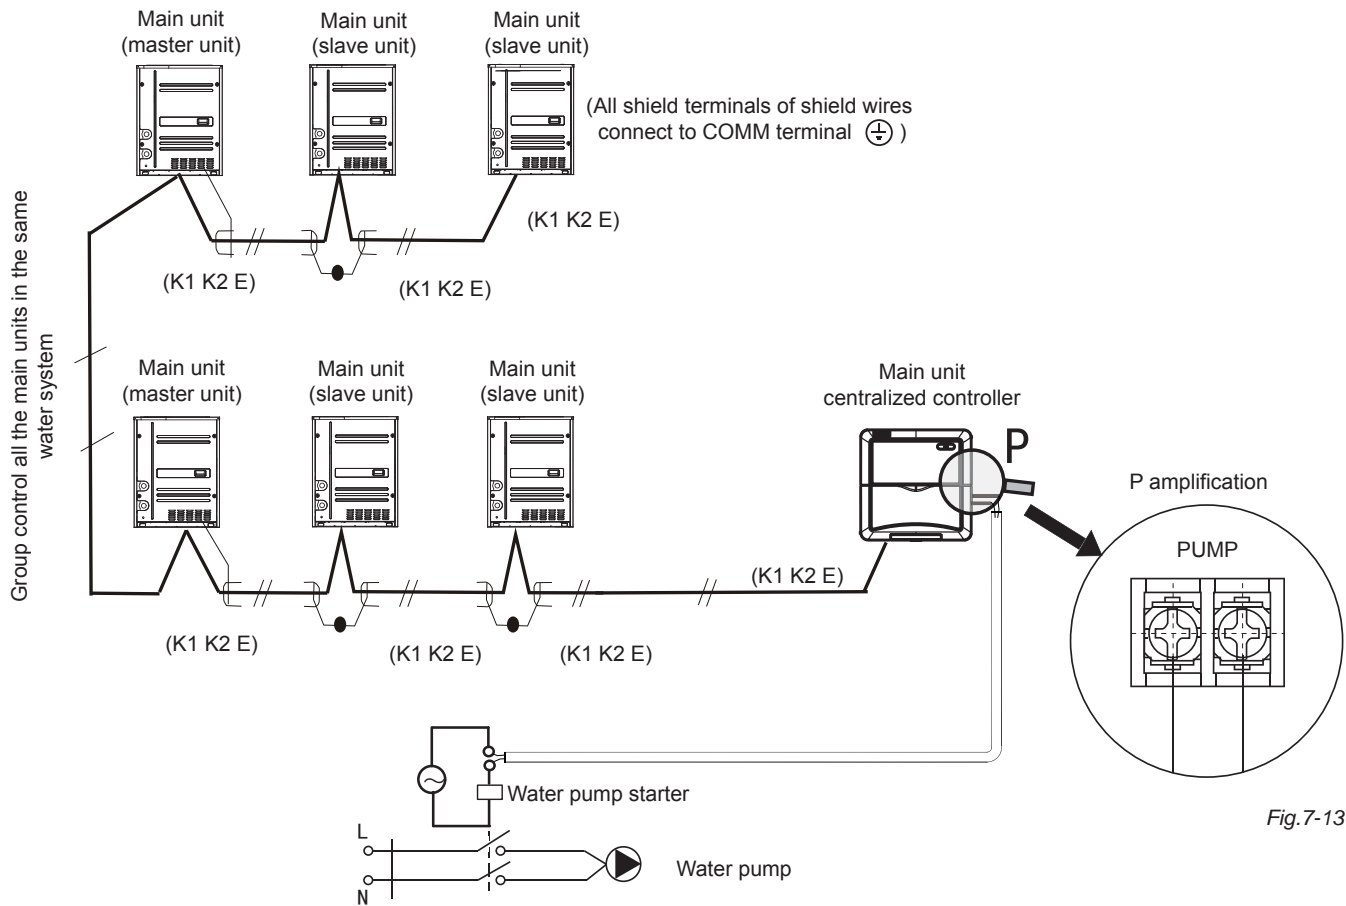 Main unit
(master unit)
Main unit
(slave unit)
Main unit
(slave unit)
(All shield terminals of shield wires
connect to COMM terminal )
(K1 K2 E)
(K1 K2 E)
(K1 K2 E)
Group control all the main units in the same
water system
Main unit
(master unit)
Main unit
(slave unit)
Main unit
(slave unit)
Main unit
centralized controller
P
P amplification
PUMP
(K1 K2 E)
(K1 K2 E)
(K1 K2 E)
(K1 K2 E)
Water pump starter
Fig.7-13
L
N
Water pump